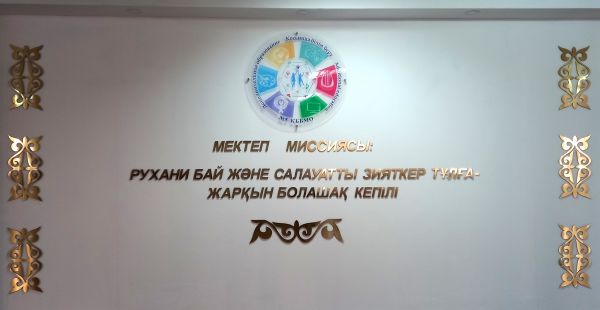 МЕКТЕП МИССИЯСЫ:
РУХАНИ БАЙ ЖӘНЕ САЛАУАТТЫ ЗИЯТКЕР ТҰЛҒА-
ЖАРҚЫН БОЛАШАҚ КЕПІЛІ